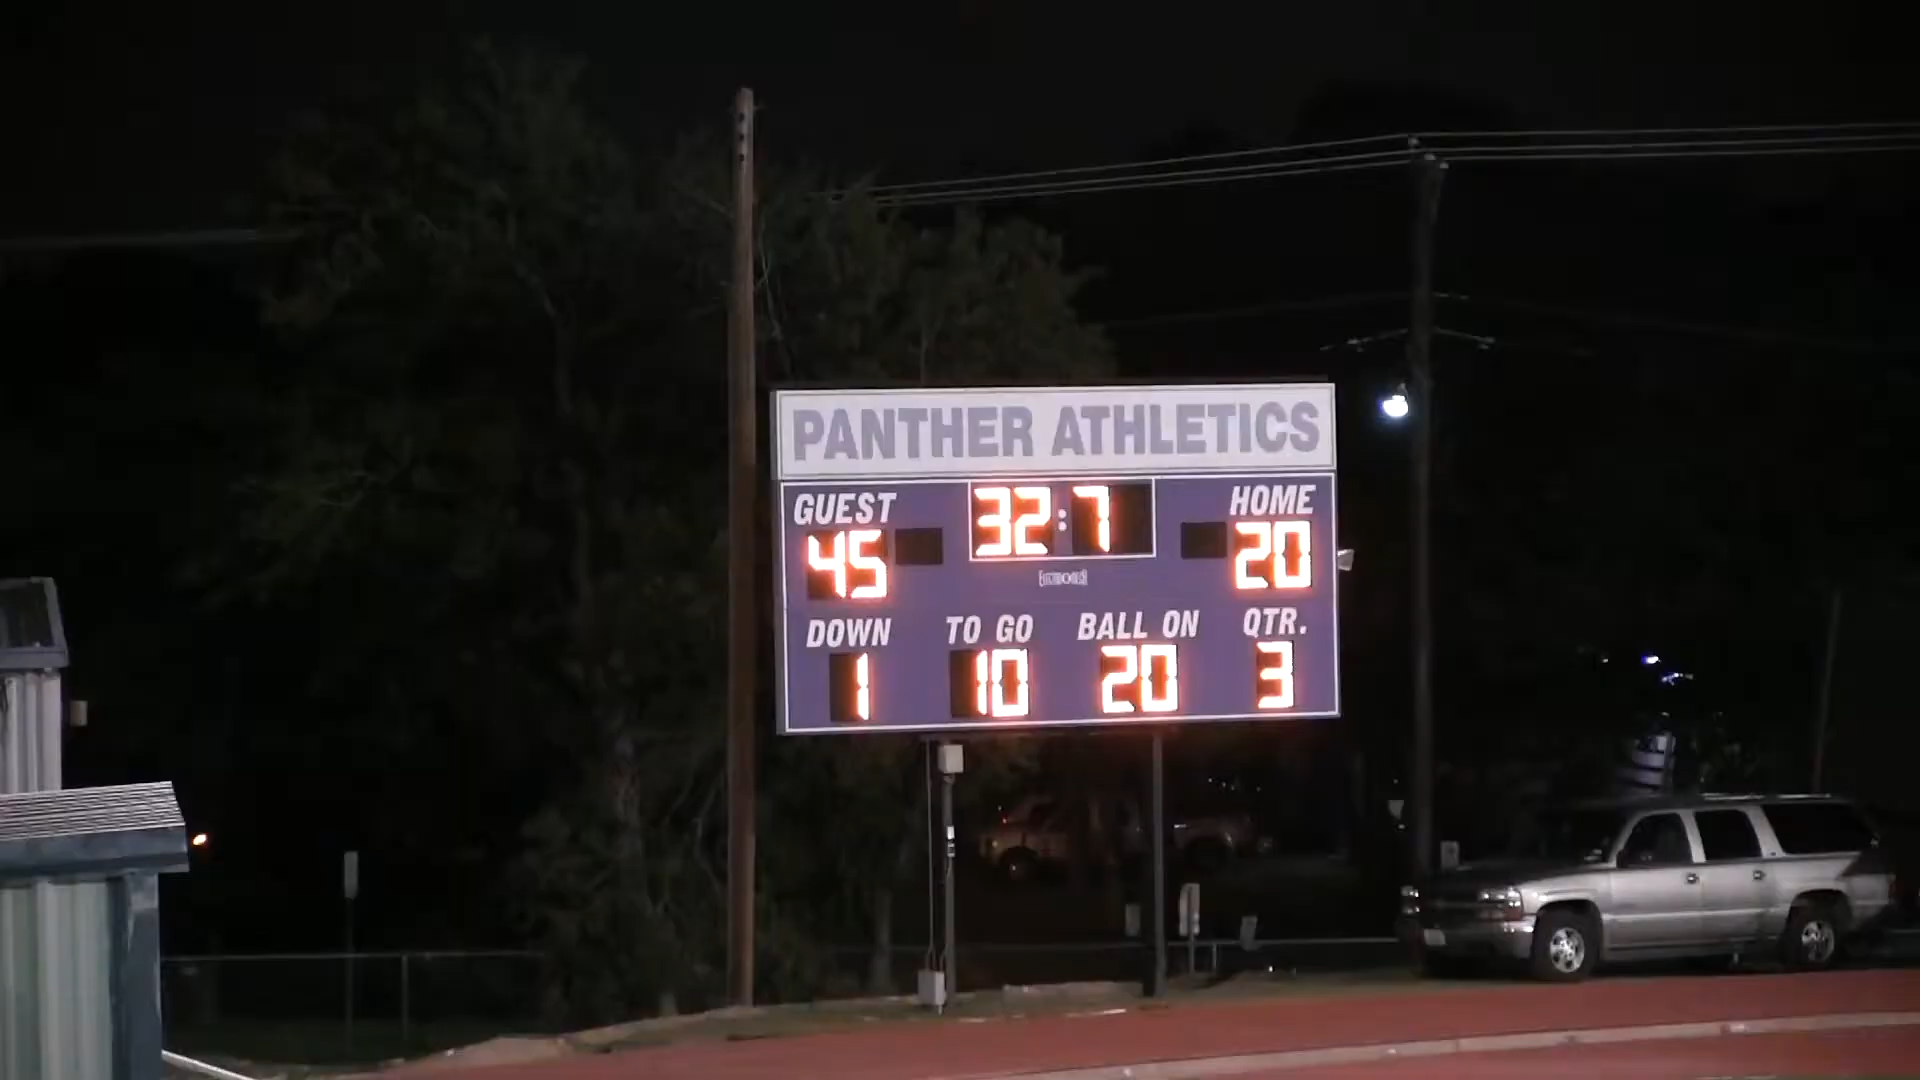 PANTHER ATHLETICS
GUEST 32:7 HOME
45 20
DOWN TO GO BALL ON QTR.
1 10 20 3